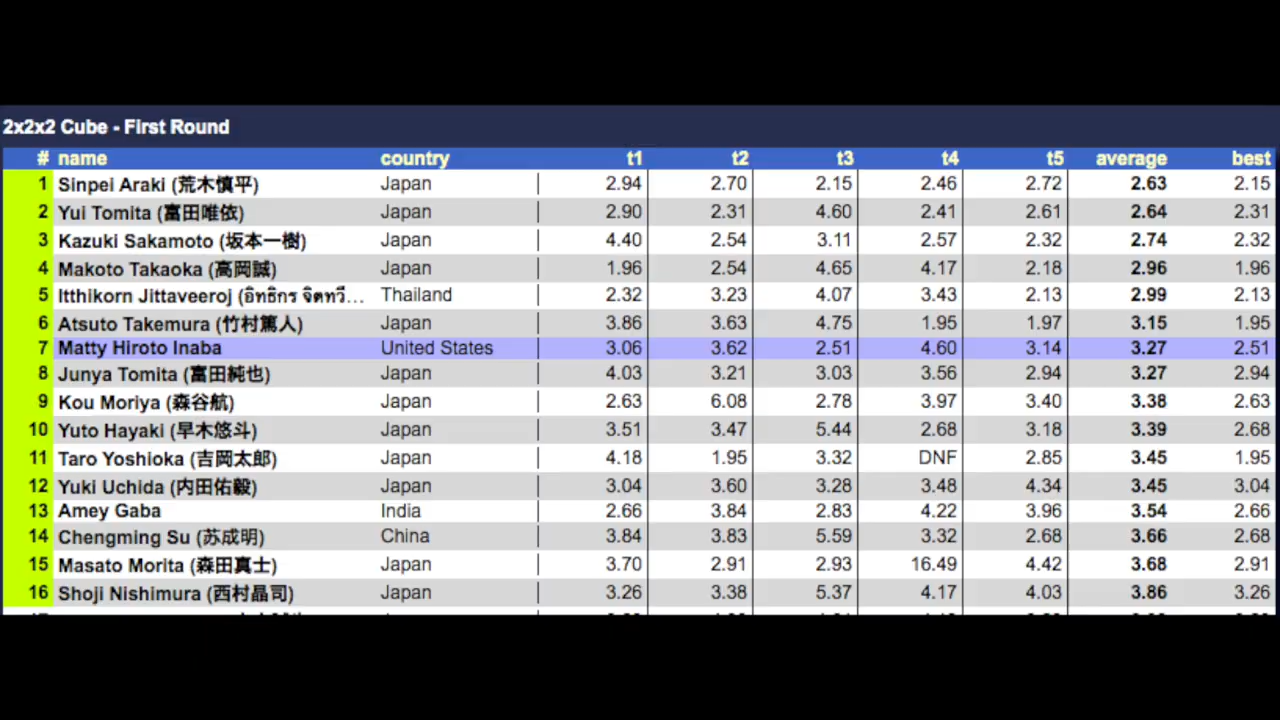 2x2x2 Cube - First Round
# name country t1 t2 t3 t4 t5 average best
1 Sinpei Araki (荒木慎平) Japan 2.94 2.70 2.15 2.46 2.72 2.63 2.15
2 Yui Tomita (富田唯依) Japan 2.90 2.31 4.60 2.41 2.61 2.64 2.31
3 Kazuki Sakamoto (坂本一樹) Japan 4.40 2.54 3.11 2.57 2.32 2.74 2.32
4 Makoto Takaoka (高岡誠) Japan 1.96 2.54 4.65 4.17 2.18 2.96 1.96
5 Itthikorn Jittaveeroj (อิทธิกร จิตทวี... Thailand 2.32 3.23 4.07 3.43 2.13 2.99 2.13
6 Atsuto Takemura (竹村篤人) Japan 3.86 3.63 4.75 1.95 1.97 3.15 1.95
7 Matty Hiroto Inaba United States 3.06 3.62 2.51 4.60 3.14 3.27 2.51
8 Junya Tomita (富田純也) Japan 4.03 3.21 3.03 3.56 2.94 3.27 2.94
9 Kou Moriya (森谷航) Japan 2.63 6.08 2.78 3.97 3.40 3.38 2.63
10 Yuto Hayaki (早木悠斗) Japan 3.51 3.47 5.44 2.68 3.18 3.39 2.68
11 Taro Yoshioka (吉岡太郎) Japan 4.18 1.95 3.32 DNF 2.85 3.45 1.95
12 Yuki Uchida (内田佑毅) Japan 3.04 3.60 3.28 3.48 4.34 3.45 3.04
13 Amey Gaba India 2.66 3.84 2.83 4.22 3.96 3.54 2.66
14 Chengming Su (苏成明) China 3.84 3.83 5.59 3.32 2.68 3.66 2.68
15 Masato Morita (森田真士) Japan 3.70 2.91 2.93 16.49 4.42 3.68 2.91
16 Shoji Nishimura (西村晶司) Japan 3.26 3.38 5.37 4.17 4.03 3.86 3.26